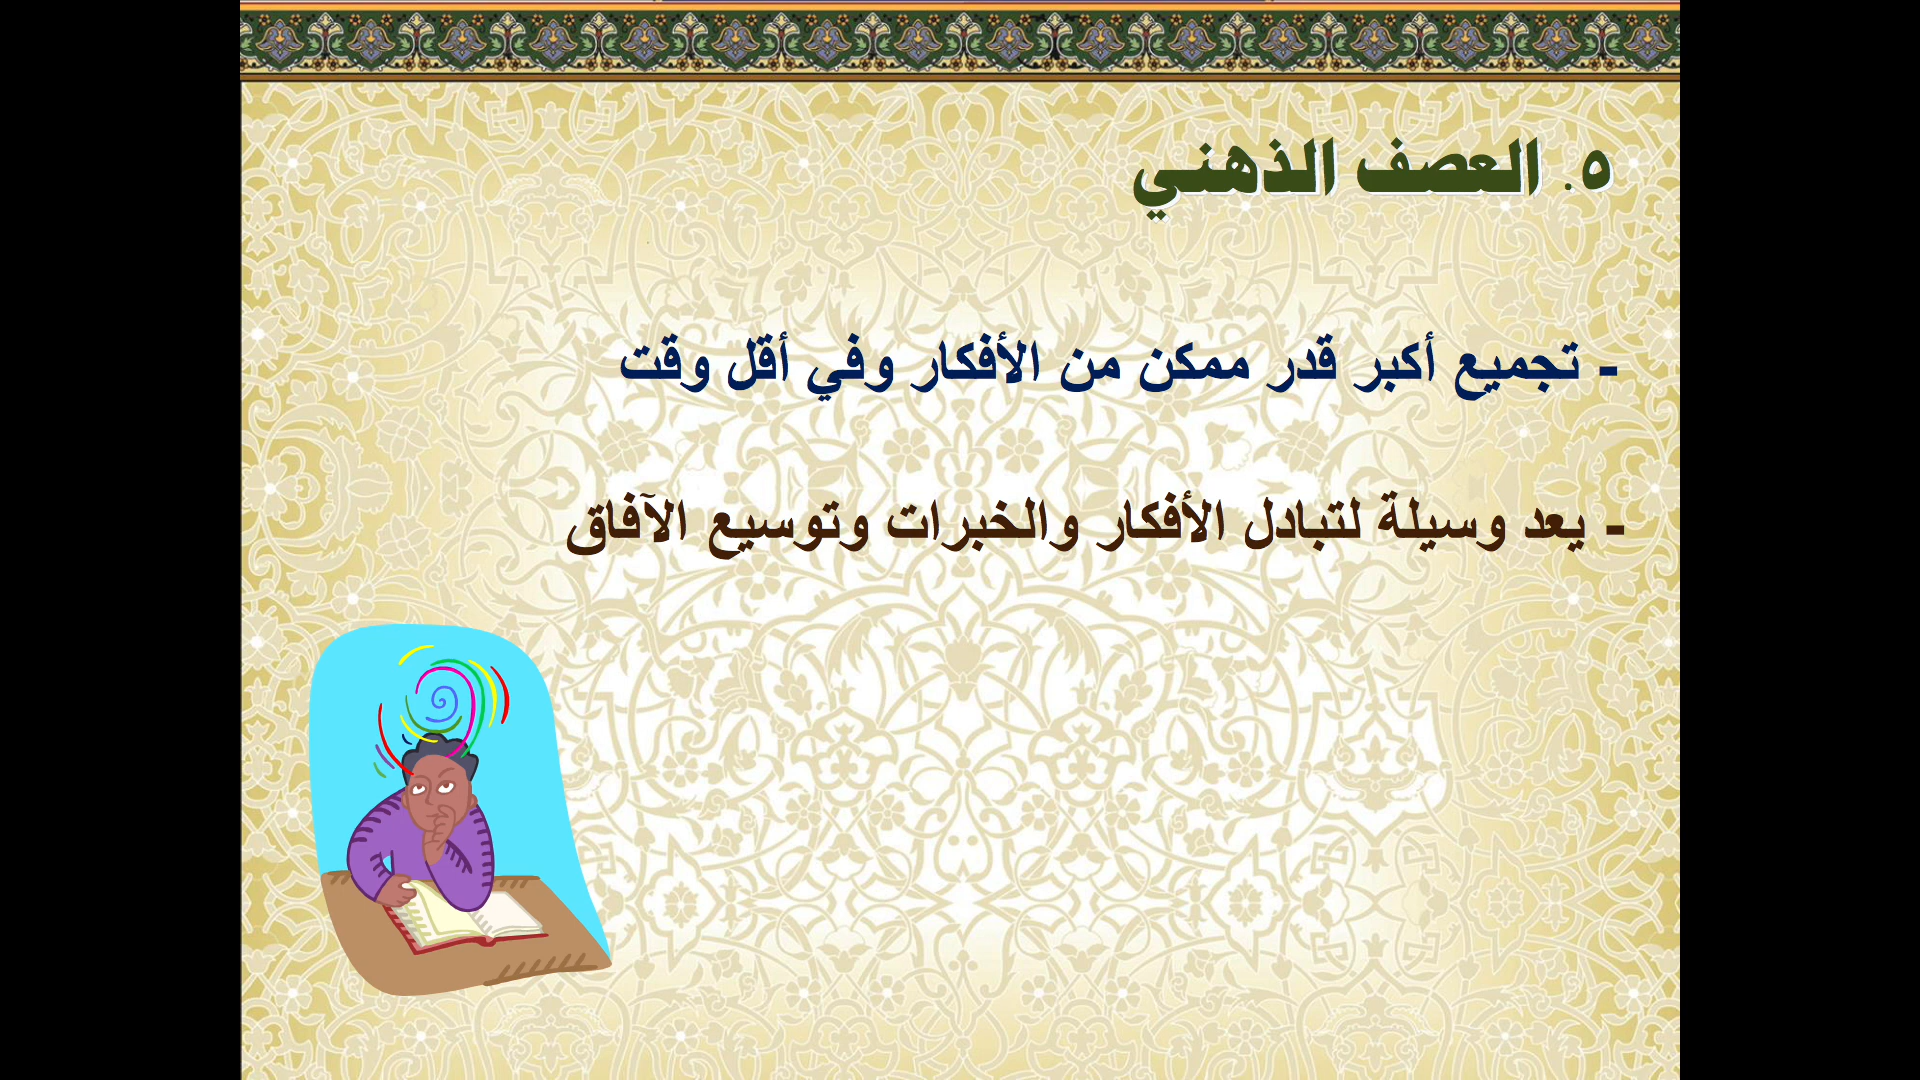 ٥. العصف الذهني
- تجميع أكبر قدر ممكن من الأفكار وفي أقل وقت
- يعد وسيلة لتبادل الأفكار والخبرات وتوسيع الآفاق